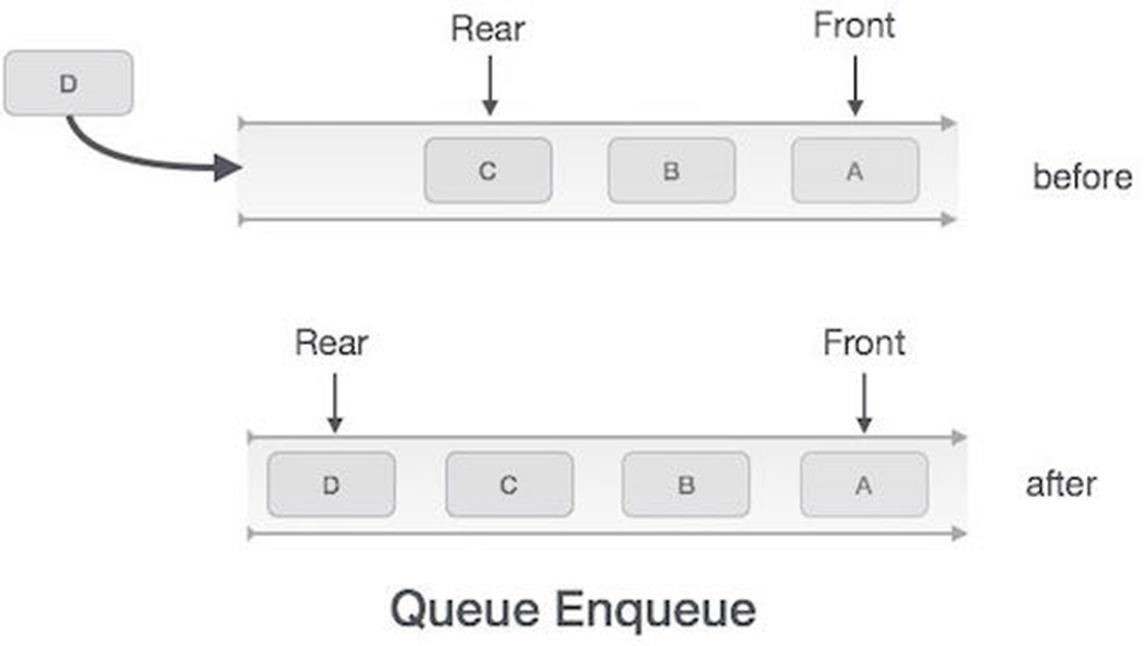 Rear Front
D
C B A
before
Rear Front
D C B A
after
Queue Enqueue